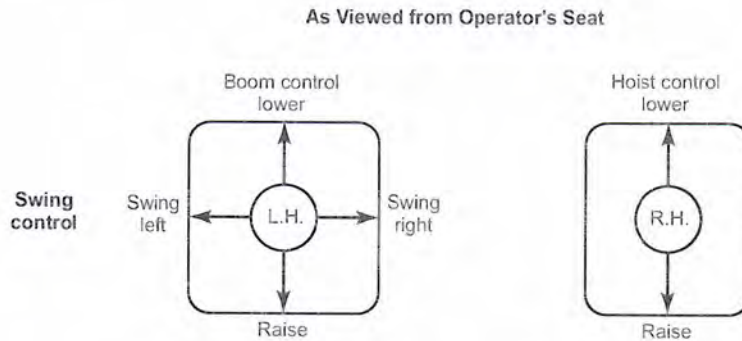 As Viewed from Operator's Seat
Boom control
lower
Hoist control
lower
Swing
control
Swing
left
L.H.
Swing
right
R.H.
Raise
Raise